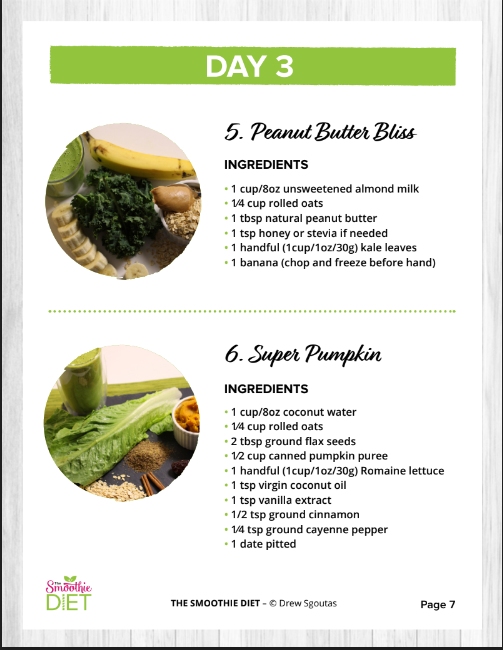 DAY 3
5. Peanut Butter Bliss
INGREDIENTS
• 1 cup/8oz unsweetened almond milk
• 1/4 cup rolled oats
• 1 tbsp natural peanut butter
• 1 tsp honey or stevia if needed
• 1 handful (1cup/1oz/30g) kale leaves
• 1 banana (chop and freeze before hand)
6. Super Pumpkin
INGREDIENTS
• 1 cup/8oz coconut water
• 1/4 cup rolled oats
• 2 tbsp ground flax seeds
• 1/2 cup canned pumpkin puree
• 1 handful (1cup/1oz/30g) Romaine lettuce
• 1 tsp virgin coconut oil
• 1 tsp vanilla extract
• 1/2 tsp ground cinnamon
• 1/4 tsp ground cayenne pepper
• 1 date pitted
The
Smoothie
DIET
THE SMOOTHIE DIET – © Drew Sgoutas
Page 7